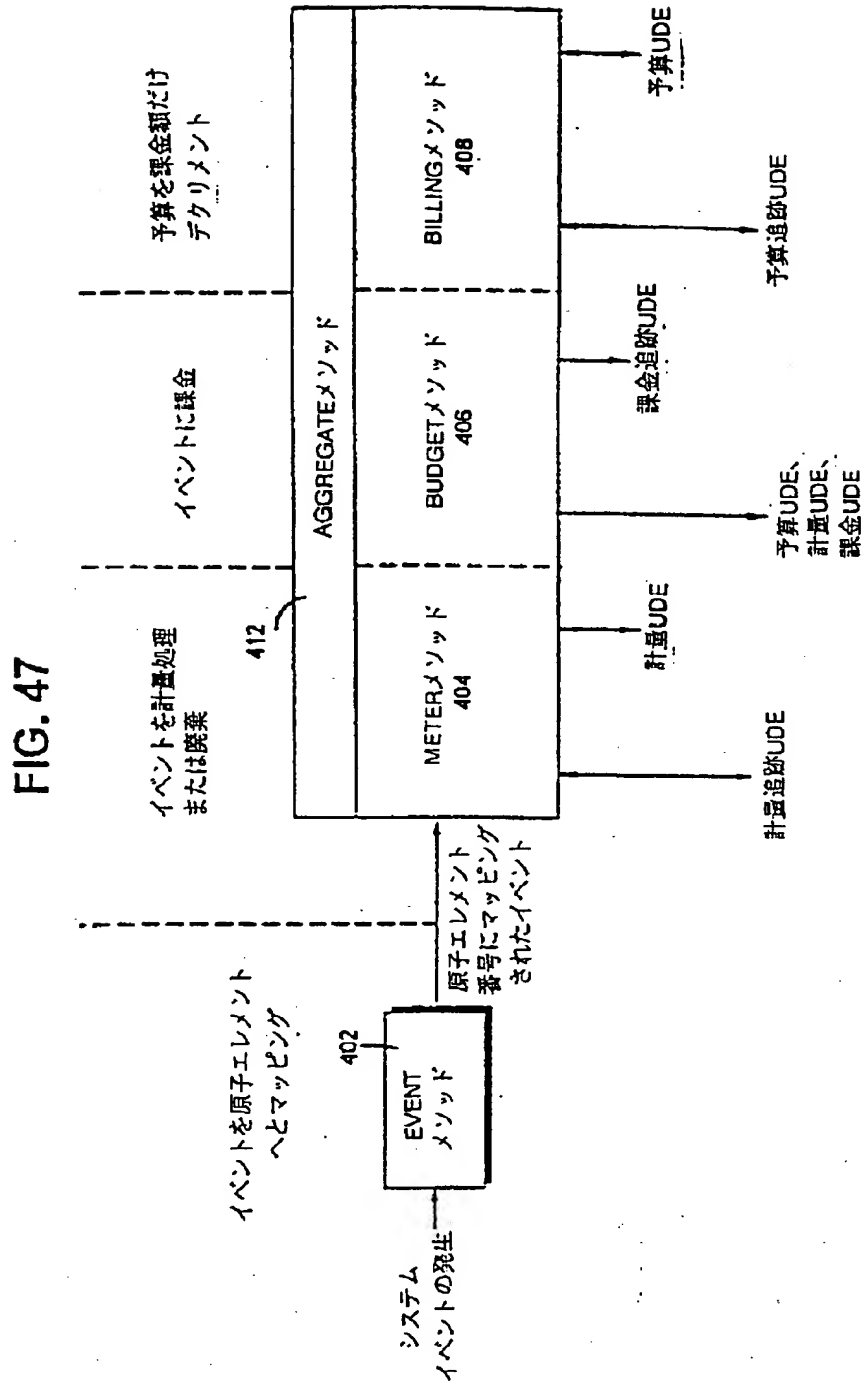 FIG. 47
システム
イベントの発生
イベントを原子エレメント
へとマッピング
402
EVENT
メソッド
原子エレメント
番号にマッピング
されたイベント
イベントを計量処理
または廃棄
イベントに課金
予算を課金額だけ
デクリメント
412
AGGREGATEメソッド
METERメソッド
404
BUDGETメソッド
406
BILLINGメソッド
408
計量追跡UDE
計量UDE
予算UDE、
計量UDE、
課金UDE
課金追跡UDE
予算追跡UDE
予算UDE